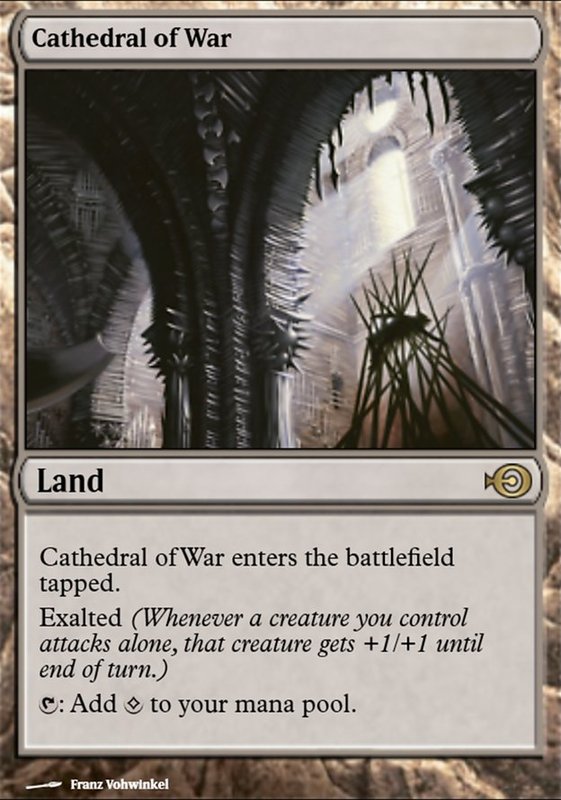 Cathedral of War
Land
Cathedral of War enters the battlefield
tapped.
Exalted (Whenever a creature you control
attacks alone, that creature gets +1/+1 until
end of turn.)
: Add to your mana pool.
Franz Vohwinkel